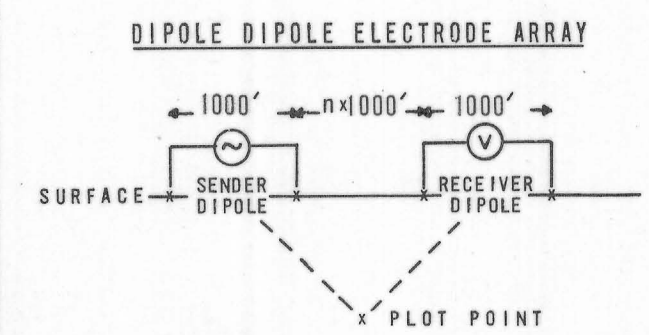 DIPOLE DIPOLE ELECTRODE ARRAY
1000' n×1000' 1000'
~ V
SURFACE x SENDER x x RECEIVER x
DIPOLE DIPOLE
x PLOT POINT